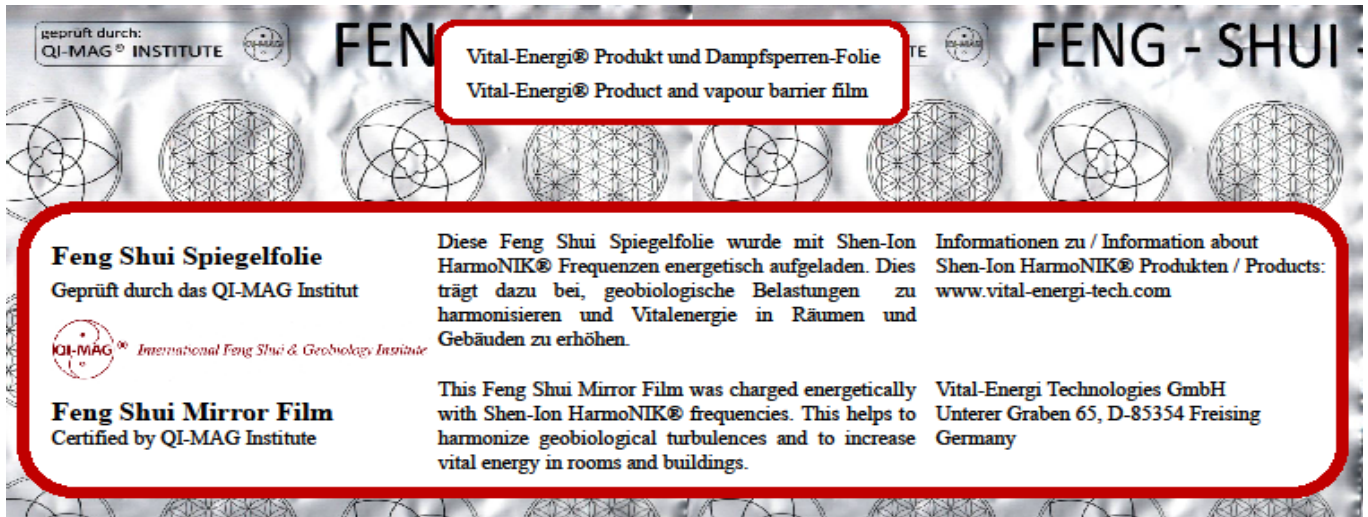 geprüft durch:
QI-MAG® INSTITUTE
QI-MAG
FEN
TE
FENG - SHUI -
Vital-Energi® Produkt und Dampfsperren-Folie
Vital-Energi® Product and vapour barrier film
Feng Shui Spiegelfolie
Geprüft durch das QI-MAG Institut
QI-MAG® International Feng Shui & Geobiology Institute
Feng Shui Mirror Film
Certified by QI-MAG Institute
Diese Feng Shui Spiegelfolie wurde mit Shen-Ion
HarmoNIK® Frequenzen energetisch aufgeladen. Dies
trägt dazu bei, geobiologische Belastungen zu
harmonisieren und Vitalenergie in Räumen und
Gebäuden zu erhöhen.
This Feng Shui Mirror Film was charged energetically
with Shen-Ion HarmoNIK® frequencies. This helps to
harmonize geobiological turbulences and to increase
vital energy in rooms and buildings.
Informationen zu / Information about
Shen-Ion HarmoNIK® Produkten / Products:
www.vital-energi-tech.com
Vital-Energi Technologies GmbH
Unterer Graben 65, D-85354 Freising
Germany